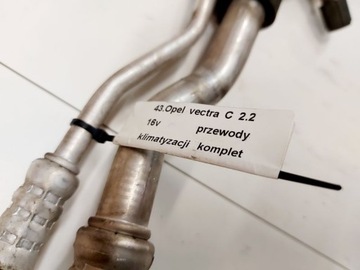 43.Opel vectra C 2.2
16v przewody
klimatyzacji komplet